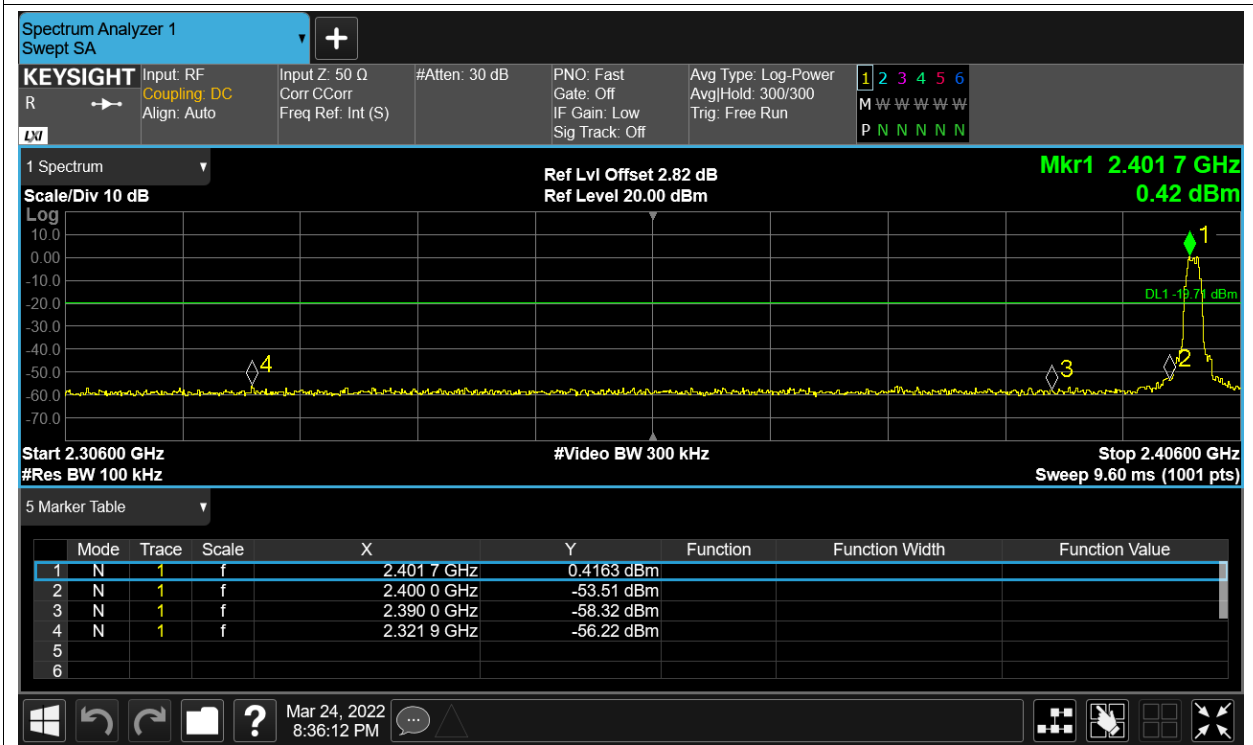 Spectrum Analyzer 1
Swept SA
KEYSIGHT
R
LXI
Input: RF
Coupling: DC
Align: Auto
Input Z: 50 Ω
Corr CCorr
Freq Ref: Int (S)
#Atten: 30 dB
PNO: Fast
Gate: Off
IF Gain: Low
Sig Track: Off
Avg Type: Log-Power
Avg|Hold: 300/300
Trig: Free Run
1 2 3 4 5 6
M W W W W W
P N N N N N
1 Spectrum
Scale/Div 10 dB
Ref Lvl Offset 2.82 dB
Ref Level 20.00 dBm
Mkr1 2.401 7 GHz
0.42 dBm
Log
10.0
0.00
-10.0
-20.0
-30.0
-40.0
-50.0
-60.0
-70.0
1
DL1 -19.71 dBm
4
3
2
Start 2.30600 GHz
#Video BW 300 kHz
Stop 2.40600 GHz
#Res BW 100 kHz
Sweep 9.60 ms (1001 pts)
5 Marker Table
Mode Trace Scale X Y Function Function Width Function Value
1 N 1 f 2.401 7 GHz 0.4163 dBm
2 N 1 f 2.400 0 GHz -53.51 dBm
3 N 1 f 2.390 0 GHz -58.32 dBm
4 N 1 f 2.321 9 GHz -56.22 dBm
5
6
?
Mar 24, 2022
8:36:12 PM